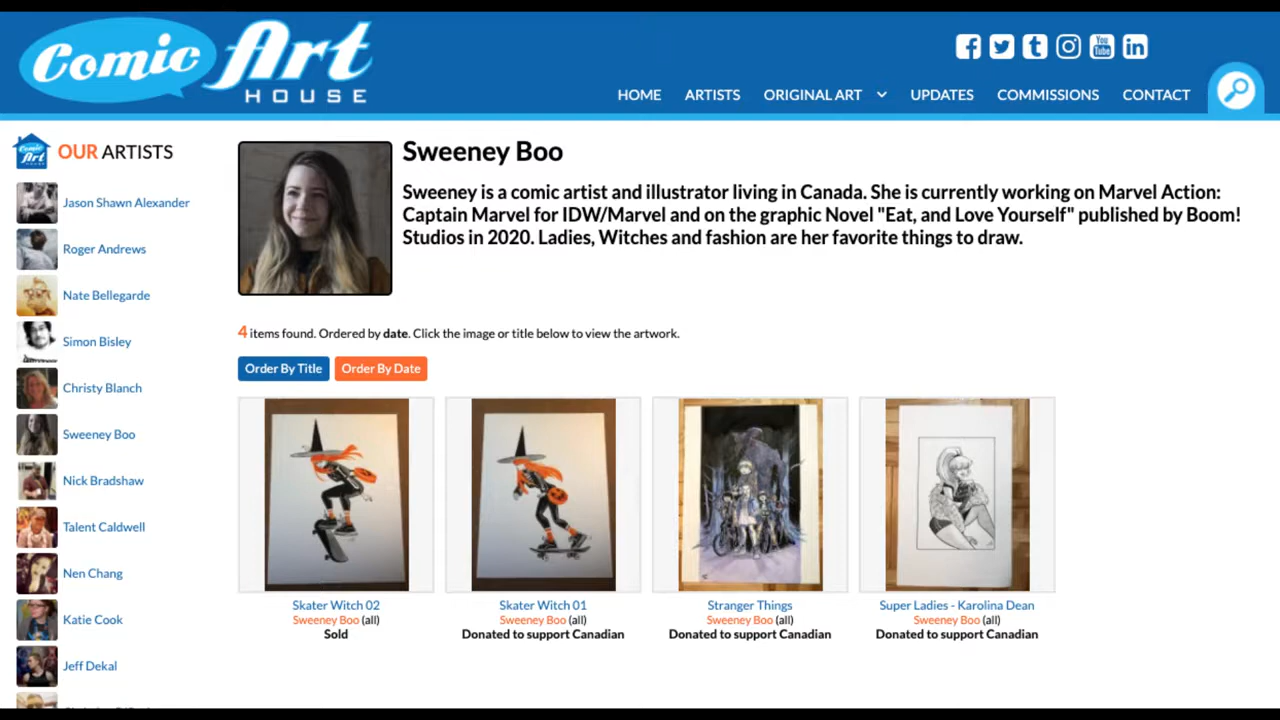 Comic Art
HOUSE
HOME ARTISTS ORIGINAL ART UPDATES COMMISSIONS CONTACT
OUR ARTISTS
Jason Shawn Alexander
Roger Andrews
Nate Bellegarde
Simon Bisley
Christy Blanch
Sweeney Boo
Nick Bradshaw
Talent Caldwell
Nen Chang
Katie Cook
Jeff Dekal
Sweeney Boo
Sweeney is a comic artist and illustrator living in Canada. She is currently working on Marvel Action:
Captain Marvel for IDW/Marvel and on the graphic Novel "Eat, and Love Yourself" published by Boom!
Studios in 2020. Ladies, Witches and fashion are her favorite things to draw.
4 items found. Ordered by date. Click the image or title below to view the artwork.
Order By Title Order By Date
Skater Witch 02
Sweeney Boo (all)
Sold
Skater Witch 01
Sweeney Boo (all)
Donated to support Canadian
Stranger Things
Sweeney Boo (all)
Donated to support Canadian
Super Ladies - Karolina Dean
Sweeney Boo (all)
Donated to support Canadian